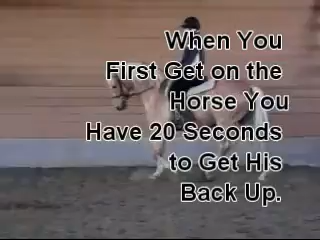 When You
First Get on the
Horse You
Have 20 Seconds
to Get His
Back Up.